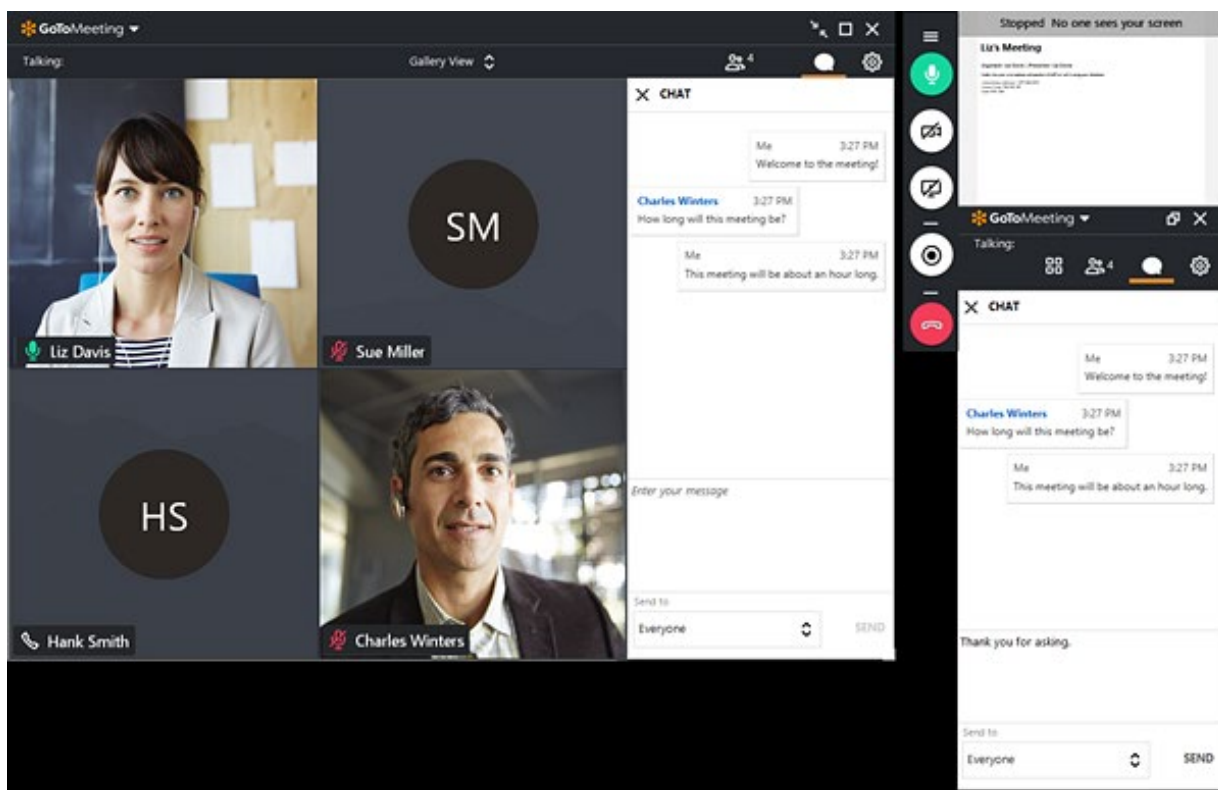 GoToMeeting
Talking:
Gallery View
4
CHAT
Me 3:27 PM
Welcome to the meeting!
Charles Winters 3:27 PM
How long will this meeting be?
Me 3:27 PM
This meeting will be about an hour long.
Enter your message
Send to
Everyone
SEND
Liz Davis
SM
Sue Miller
HS
Hank Smith
Charles Winters
Stopped No one sees your screen
Liz's Meeting
GoToMeeting
Talking:
4
CHAT
Me 3:27 PM
Welcome to the meeting!
Charles Winters 3:27 PM
How long will this meeting be?
Me 3:27 PM
This meeting will be about an hour long.
Thank you for asking.
Send to
Everyone
SEND